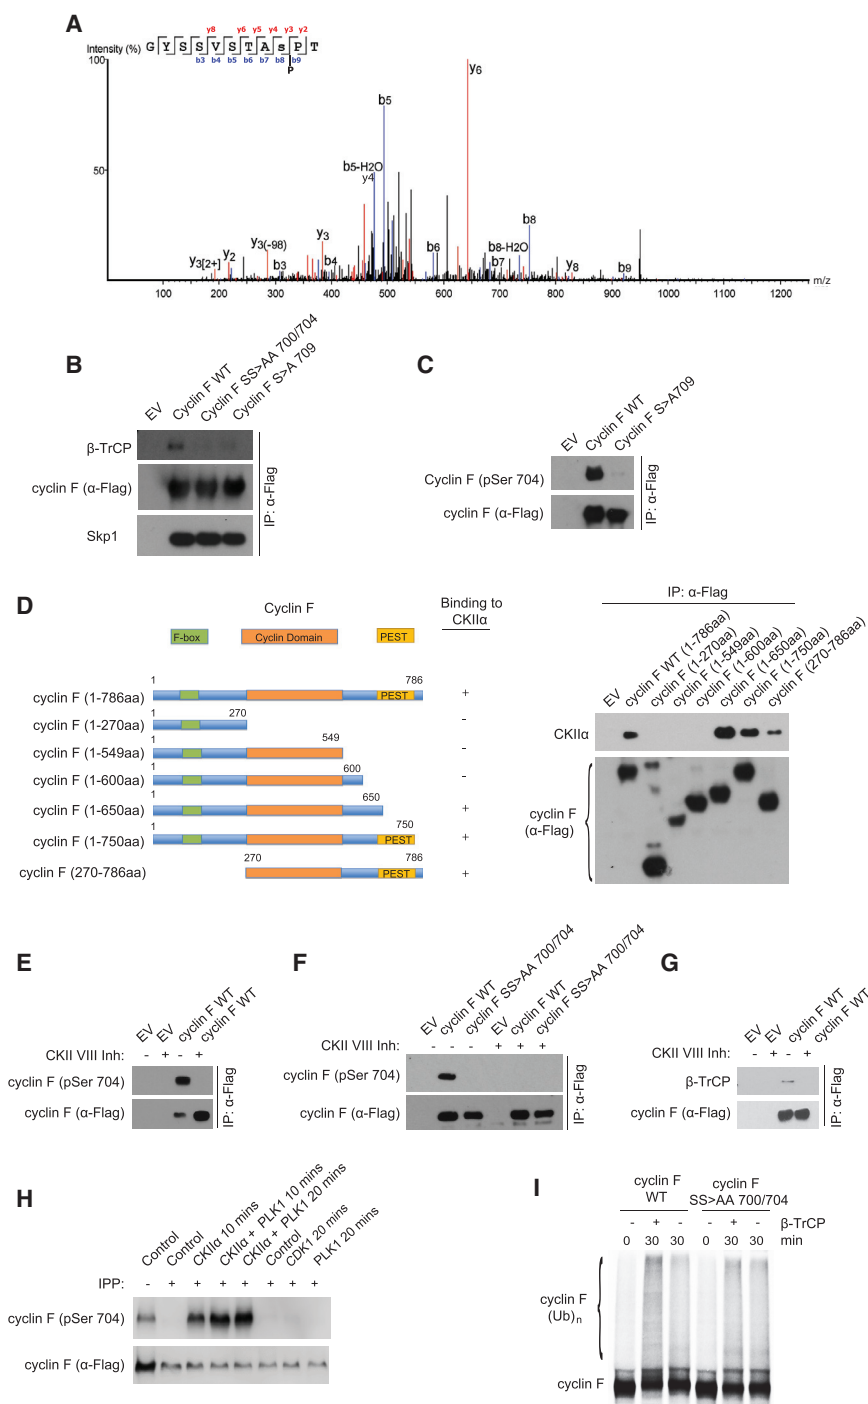 A
y8 y6 y5 y4 y3 y2
Intensity (%)
G Y S S V S T A s P T
b3 b4 b5 b6 b7 b8 b9
P
100
50
y3[2+]
y2
y3(-98)
b3
y3
b4
b5-H2O
y4
b5
y6
b6
b8-H2O
b7
b8
y8
b9
100 200 300 400 500 600 700 800 900 1000 1100 1200
m/z
B
EV
Cyclin F WT
Cyclin F SS>AA 700/704
Cyclin F S>A 709
β-TrCP
cyclin F (α-Flag)
Skp1
IP: α-Flag
C
EV
Cyclin F WT
Cyclin F S>A709
Cyclin F (pSer 704)
cyclin F (α-Flag)
IP: α-Flag
D
Cyclin F
F-box
Cyclin Domain
PEST
Binding to
CKIIα
1 786
cyclin F (1-786aa) PEST +
1 270
cyclin F (1-270aa) -
1 549
cyclin F (1-549aa) -
1 600
cyclin F (1-600aa) -
1 650
cyclin F (1-650aa) +
1 750
cyclin F (1-750aa) PEST +
270 786
cyclin F (270-786aa) PEST +
IP: α-Flag
EV
cyclin F WT (1-786aa)
cyclin F (1-270aa)
cyclin F (1-549aa)
cyclin F (1-600aa)
cyclin F (1-650aa)
cyclin F (1-750aa)
cyclin F (270-786aa)
CKIIα
cyclin F
(α-Flag)
E
EV
EV
cyclin F WT
cyclin F WT
CKII VIII Inh: - + - +
cyclin F (pSer 704)
cyclin F (α-Flag)
IP: α-Flag
F
EV
cyclin F WT
cyclin F SS>AA 700/704
EV
cyclin F WT
cyclin F SS>AA 700/704
CKII VIII Inh: - - - + + +
cyclin F (pSer 704)
cyclin F (α-Flag)
IP: α-Flag
G
EV
EV
cyclin F WT
cyclin F WT
CKII VIII Inh: - + - +
β-TrCP
cyclin F (α-Flag)
IP: α-Flag
H
Control
Control
CKIIα 10 mins
CKIIα + PLK1 10 mins
CKIIα + PLK1 20 mins
Control
CDK1 20 mins
PLK1 20 mins
IPP: - + + + + + + +
cyclin F (pSer 704)
cyclin F (α-Flag)
I
cyclin F
WT
cyclin F
SS>AA 700/704
- + - - + - β-TrCP
0 30 30 0 30 30 min
cyclin F
(Ub)n
cyclin F